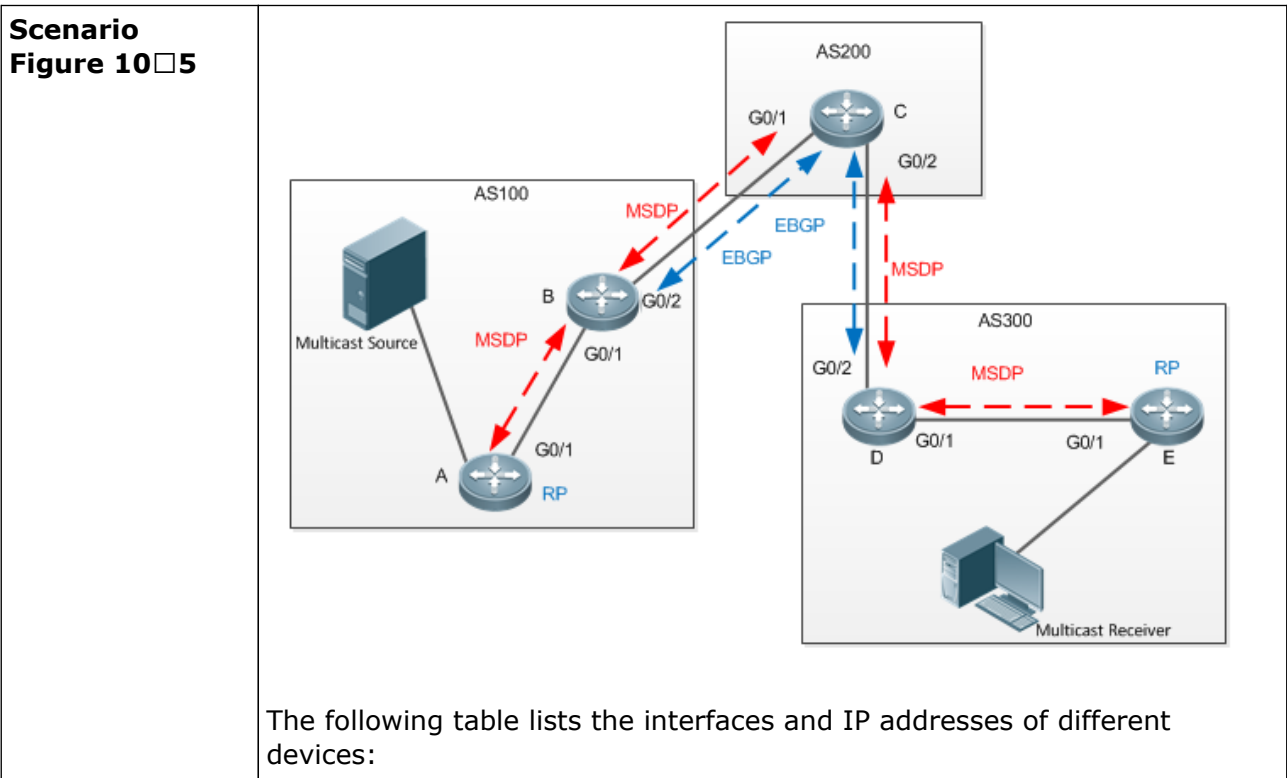 Scenario
Figure 10□5
AS200
G0/1
C
G0/2
AS100
MSDP
EBGP
EBGP
MSDP
B
G0/2
Multicast Source
MSDP
G0/1
AS300
G0/2
MSDP
RP
G0/1
A
RP
G0/1
D
G0/1
E
Multicast Receiver
The following table lists the interfaces and IP addresses of different
devices: